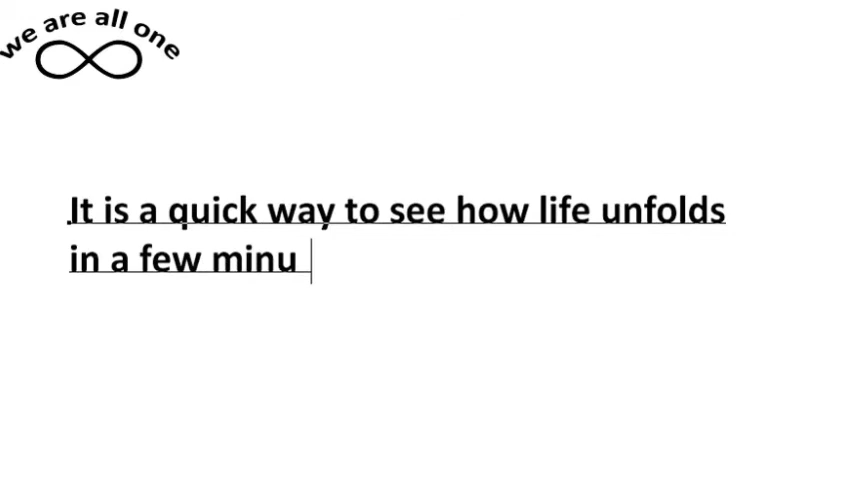 we are all one
It is a quick way to see how life unfolds
in a few minu